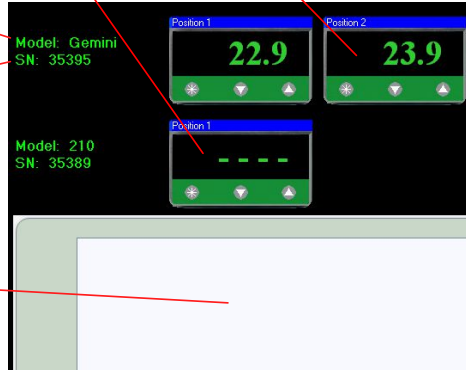 Position 1
Position 2
Model: Gemini
SN: 35395
22.9
23.9
Position 1
Model: 210
SN: 35389
- - - -